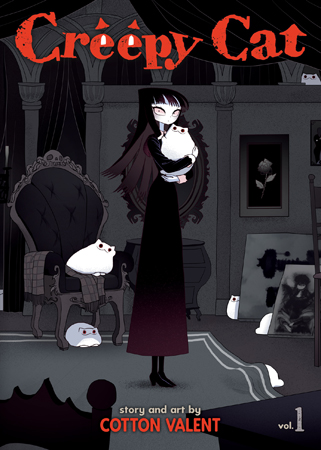 Creepy Cat
story and art by
COTTON VALENT
vol. 1